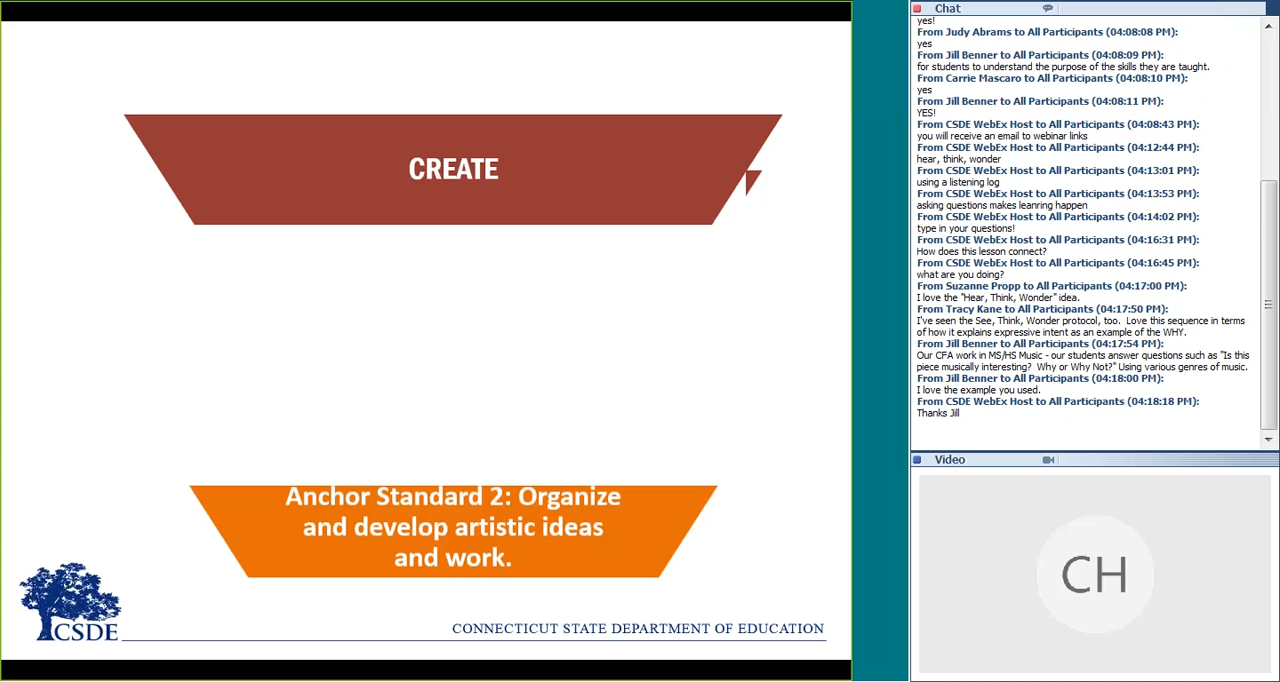 CREATE
Anchor Standard 2: Organize
and develop artistic ideas
and work.
CSDE
CONNECTICUT STATE DEPARTMENT OF EDUCATION
Chat
yes!
From Judy Abrams to All Participants (04:08:08 PM):
yes
From Jill Benner to All Participants (04:08:09 PM):
for students to understand the purpose of the skills they are taught.
From Carrie Mascaro to All Participants (04:08:10 PM):
yes
From Jill Benner to All Participants (04:08:11 PM):
YES!
From CSDE WebEx Host to All Participants (04:08:43 PM):
you will receive an email to webinar links
From CSDE WebEx Host to All Participants (04:12:44 PM):
hear, think, wonder
From CSDE WebEx Host to All Participants (04:13:01 PM):
using a listening log
From CSDE WebEx Host to All Participants (04:13:53 PM):
asking questions makes leanring happen
From CSDE WebEx Host to All Participants (04:14:02 PM):
type in your questions!
From CSDE WebEx Host to All Participants (04:16:31 PM):
How does this lesson connect?
From CSDE WebEx Host to All Participants (04:16:45 PM):
what are you doing?
From Suzanne Propp to All Participants (04:17:00 PM):
I love the "Hear, Think, Wonder" idea.
From Tracy Kane to All Participants (04:17:50 PM):
I've seen the See, Think, Wonder protocol, too. Love this sequence in terms
of how it explains expressive intent as an example of the WHY.
From Jill Benner to All Participants (04:17:54 PM):
Our CFA work in MS/HS Music - our students answer questions such as "Is this
piece musically interesting? Why or Why Not?" Using various genres of music.
From Jill Benner to All Participants (04:18:00 PM):
I love the example you used.
From CSDE WebEx Host to All Participants (04:18:18 PM):
Thanks Jill
Video
CH